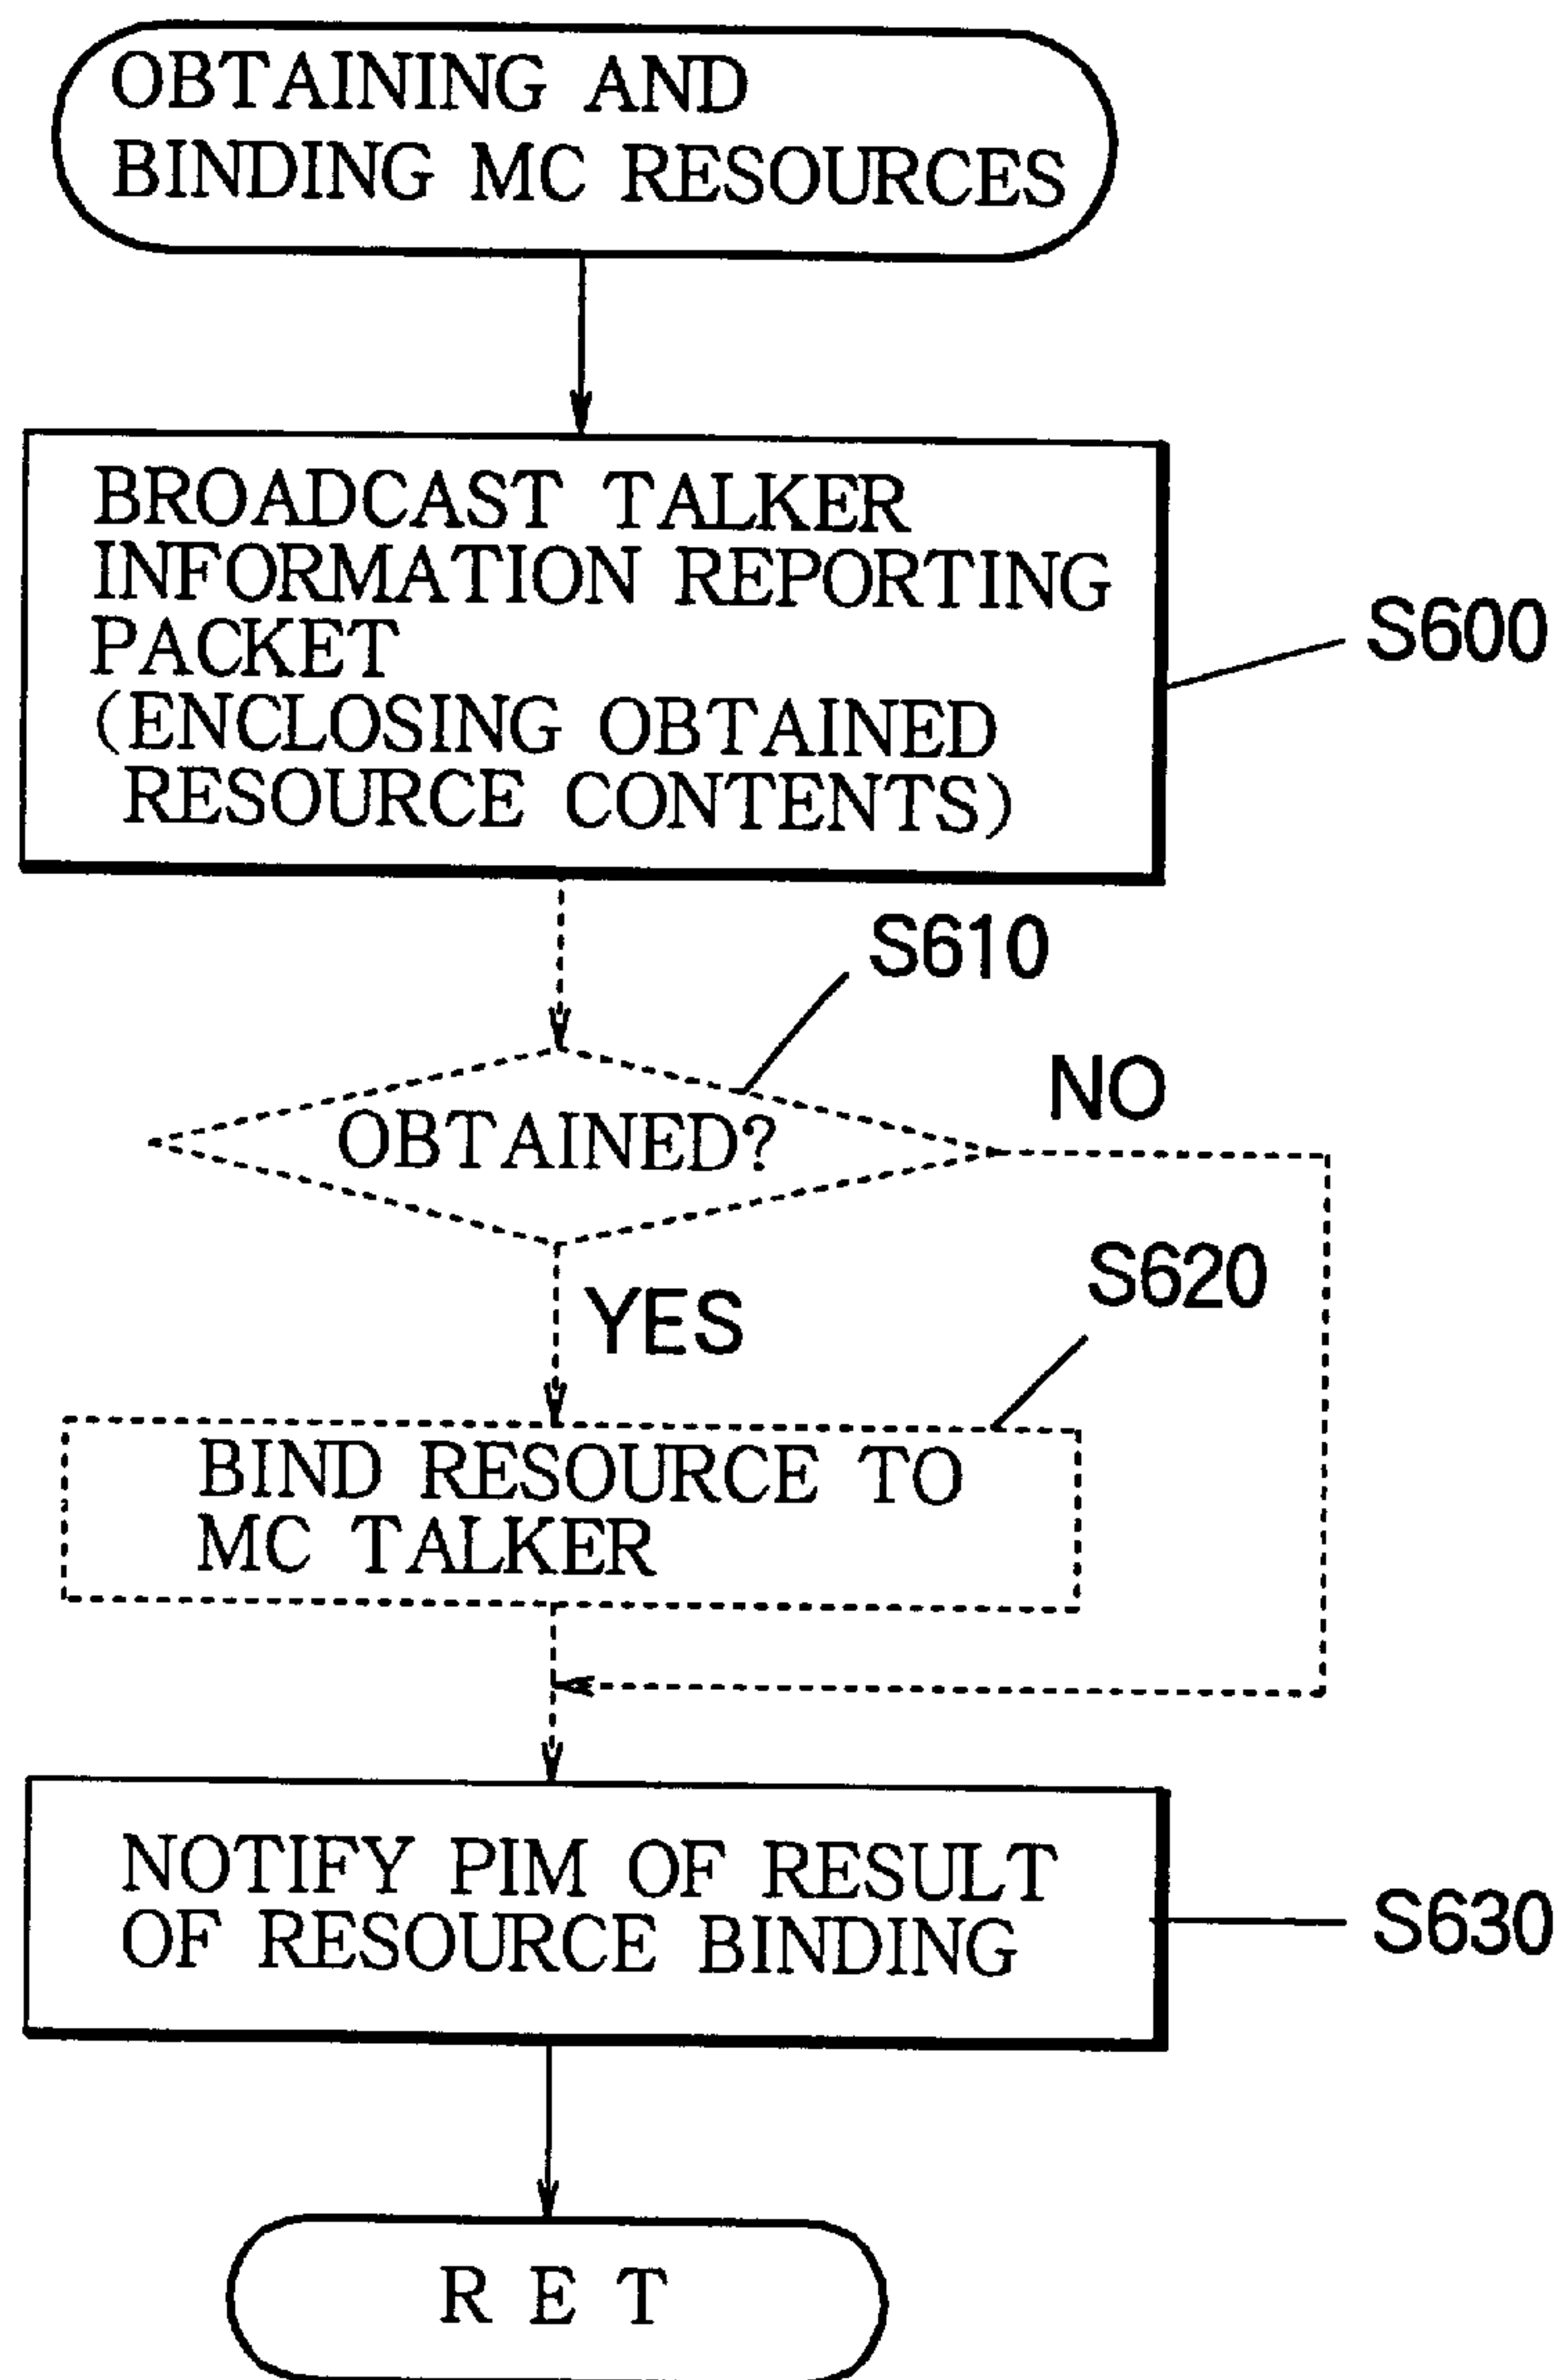 OBTAINING AND
BINDING MC RESOURCES
BROADCAST TALKER
INFORMATION REPORTING
PACKET
(ENCLOSING OBTAINED
RESOURCE CONTENTS)
S600
S610
OBTAINED?
NO
YES
S620
BIND RESOURCE TO
MC TALKER
NOTIFY PIM OF RESULT
OF RESOURCE BINDING
S630
R E T